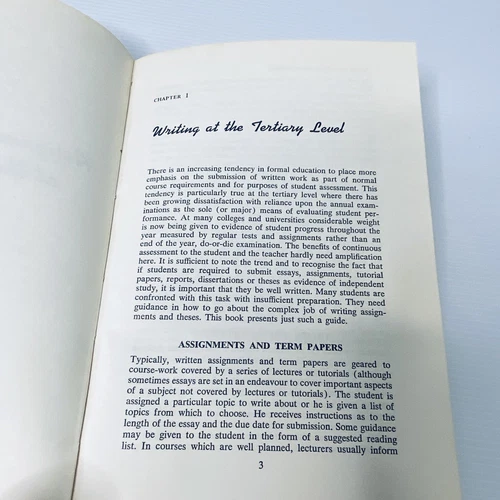 CHAPTER 1
Writing at the Tertiary Level
There is an increasing tendency in formal education to place more
emphasis on the submission of written work as part of normal
course requirements and for purposes of student assessment. This
tendency is particularly true at the tertiary level where there has
been growing dissatisfaction with reliance upon the annual exam-
inations as the sole (or major) means of evaluating student per-
formance. At many colleges and universities considerable weight
is now being given to evidence of student progress throughout the
year measured by regular tests and assignments rather than an
end of the year, do-or-die examination. The benefits of continuous
assessment to the student and the teacher hardly need amplification
here. It is sufficient to note the trend and to recognise the fact that
if students are required to submit essays, assignments, tutorial
papers, reports, dissertations or theses as evidence of independent
study, it is important that they be well written. Many students are
confronted with this task with insufficient preparation. They need
guidance in how to go about the complex job of writing assign-
ments and theses. This book presents just such a guide.
ASSIGNMENTS AND TERM PAPERS
Typically, written assignments and term papers are geared to
course-work covered by a series of lectures or tutorials (although
sometimes essays are set in an endeavour to cover important aspects
of a subject not covered by lectures or tutorials). The student is
assigned a particular topic to write about or he is given a list of
topics from which to choose. He receives instructions as to the
length of the essay and the due date for submission. Some guidance
may be given to the student in the form of a suggested reading
list. In courses which are well planned, lecturers usually inform
3